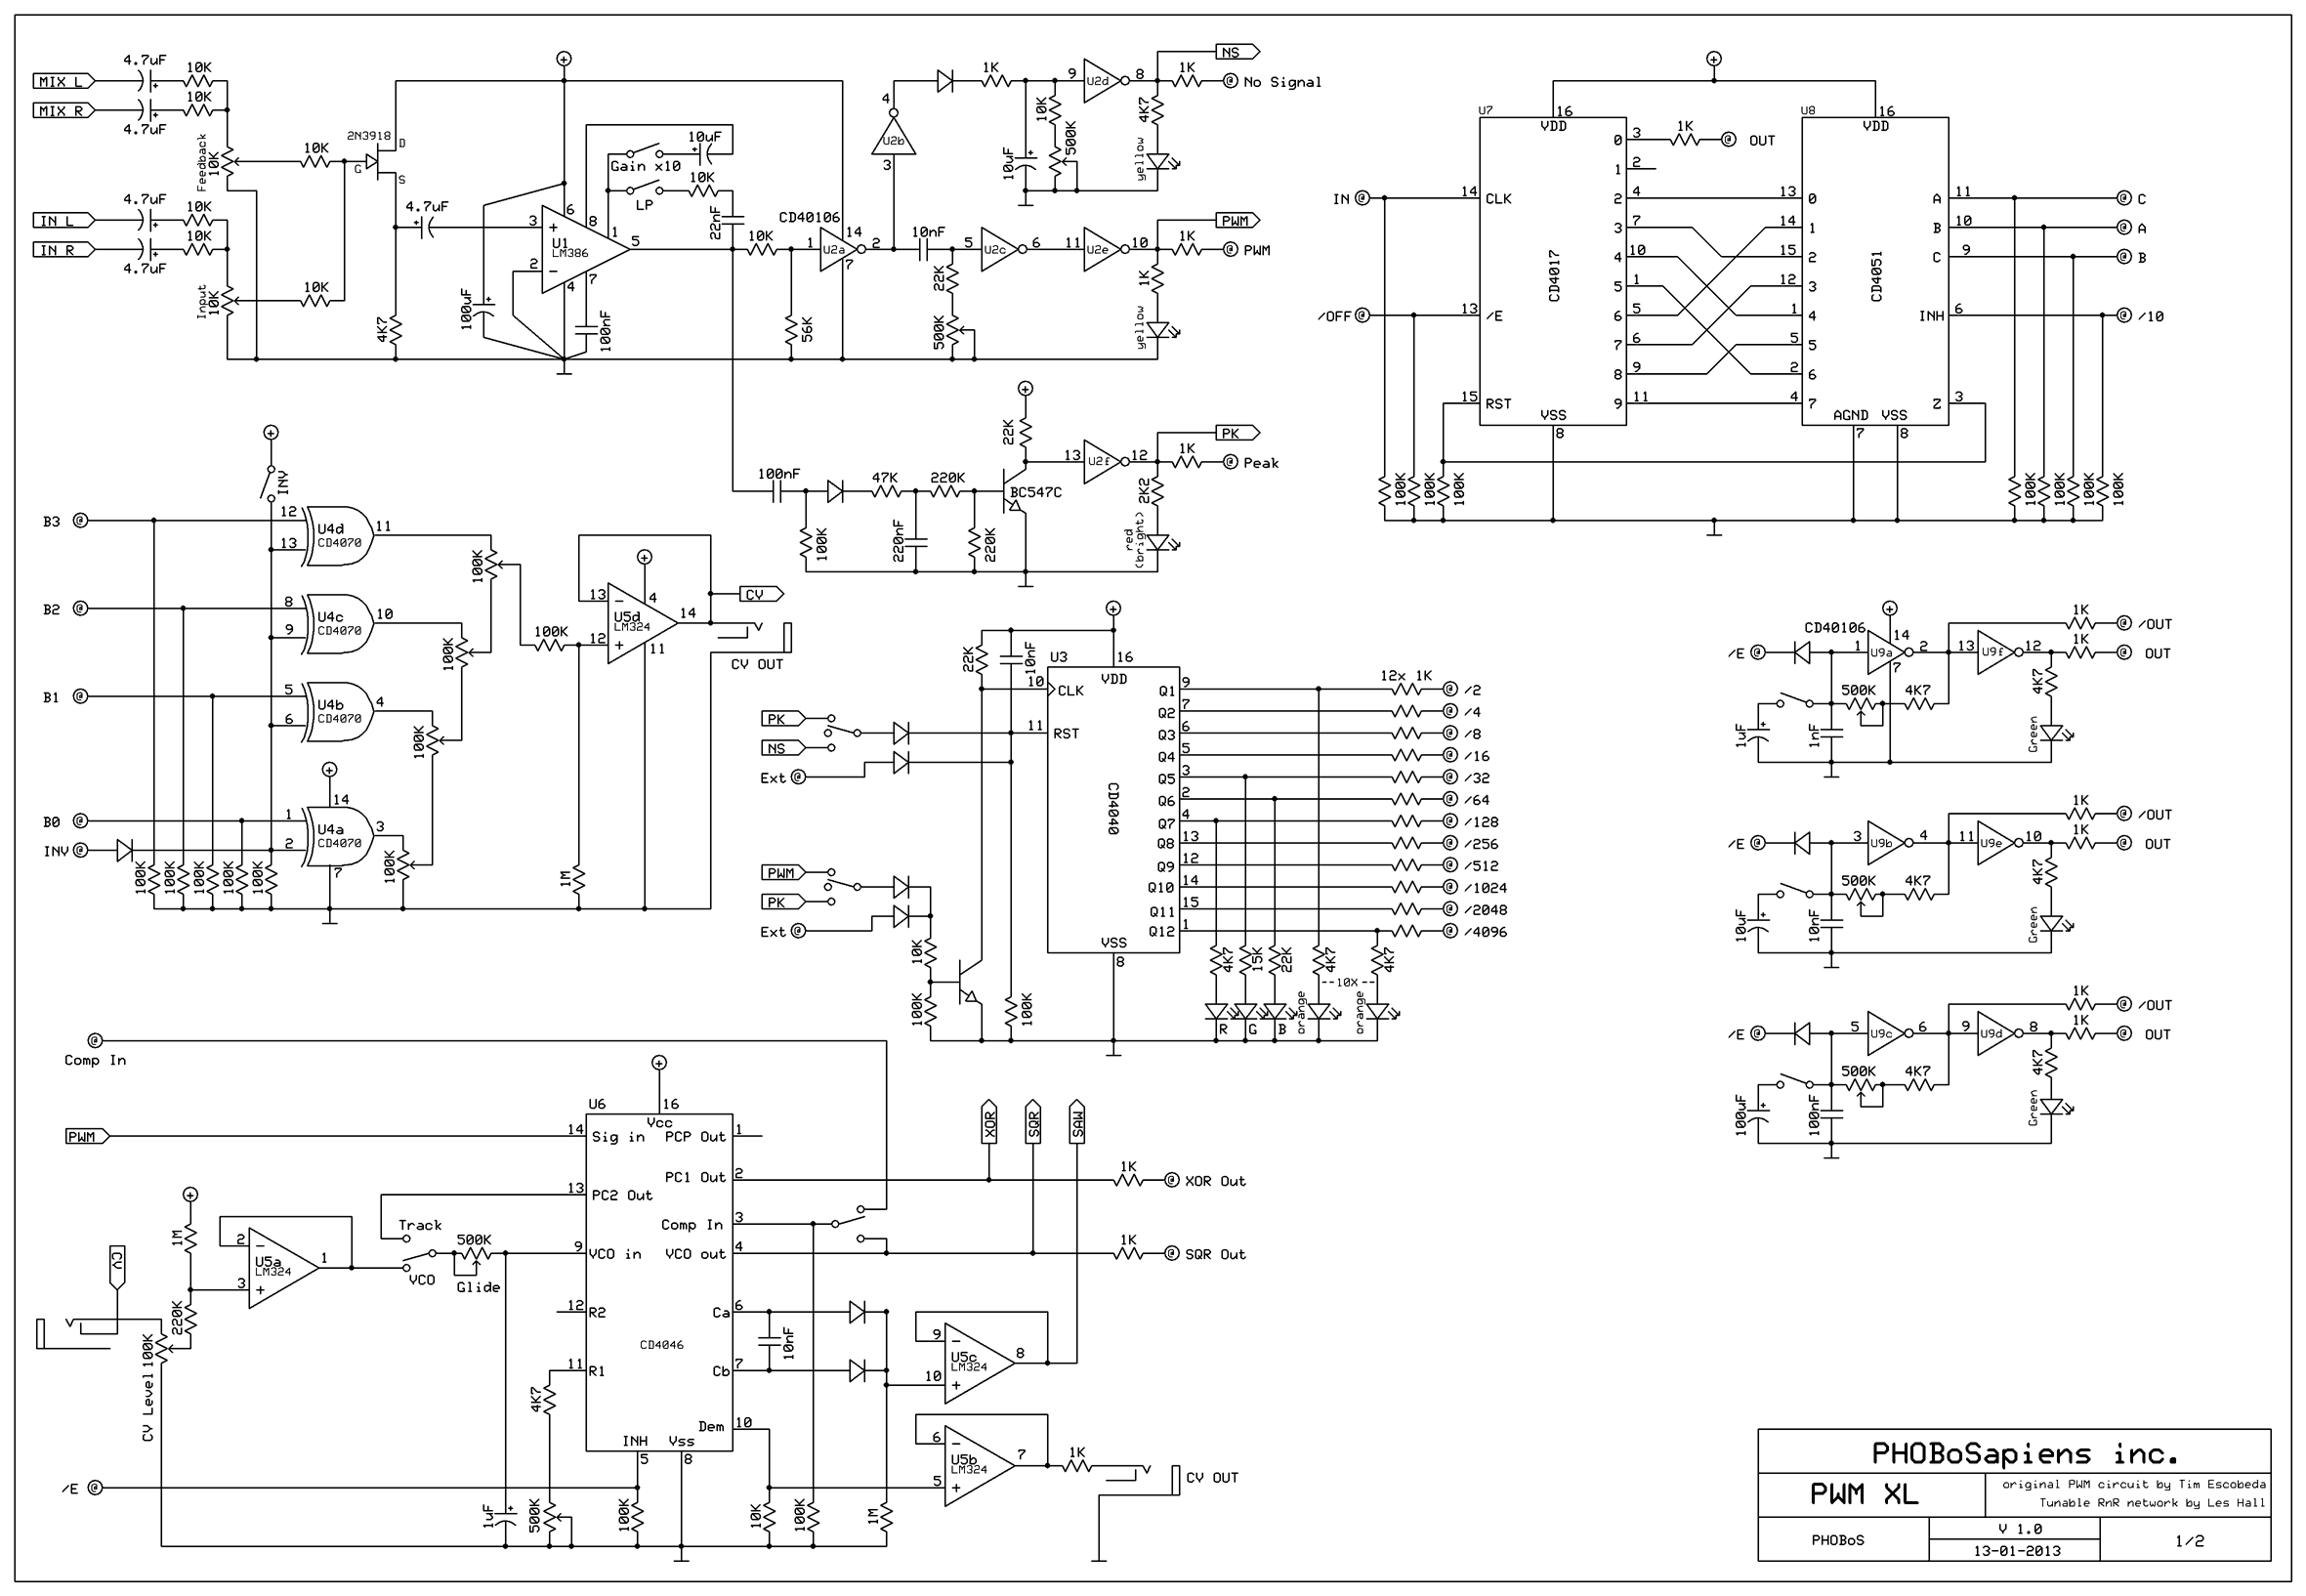 MIX L
4.7uF
10K
MIX R
4.7uF
10K
Feedback
10K
10K
IN L
4.7uF
10K
IN R
4.7uF
10K
Input
10K
10K
2N3918
D
G
S
4.7uF
4K7
100uF
3
+
2
−
U1
LM386
6
8
1
5
7
4
100nF
Gain x10
10uF
LP
10K
22nF
10K
56K
CD40106
1
U2a
14
2
7
3
U2b
4
1K
10uF
10K
500K
9
U2d
8
NS
1K
No Signal
4K7
yellow
10nF
22K
500K
5
U2c
6
11
U2e
10
PWM
1K
PWM
1K
yellow
100nF
100K
47K
220nF
220K
220K
22K
BC547C
13
U2f
12
PK
1K
Peak
2K2
red
(bright)
INV
B3
12
13
U4d
CD4070
11
100K
B2
8
9
U4c
CD4070
10
100K
B1
5
6
U4b
CD4070
4
100K
B0
INV
1
2
U4a
CD4070
14
3
7
100K
100K
100K
100K
100K
100K
100K
1M
13
−
12
+
U5d
LM324
4
14
11
CV
CV OUT
U7
16
VDD
CD4017
IN
14
CLK
/OFF
13
/E
15
RST
VSS
8
0
3
1K
OUT
1
2
2
4
3
7
4
10
5
1
6
5
7
6
8
9
9
11
100K
100K
100K
U8
16
VDD
CD4051
13
0
14
1
15
2
12
3
1
4
5
5
2
6
4
7
AGND
VSS
7
8
A
11
C
B
10
A
C
9
B
INH
6
/10
Z
3
100K
100K
100K
100K
22K
10nF
U3
16
VDD
CD4040
10
CLK
11
RST
PK
NS
Ext
PWM
PK
Ext
10K
100K
100K
VSS
8
12x 1K
Q1
9
/2
Q2
7
/4
Q3
6
/8
Q4
5
/16
Q5
3
/32
Q6
2
/64
Q7
4
/128
Q8
13
/256
Q9
12
/512
Q10
14
/1024
Q11
15
/2048
Q12
1
/4096
4K7
15K
22K
4K7
4K7
--10X--
R
G
B
orange
orange
CD40106
/E
1
U9a
14
2
7
13
U9f
12
1K
/OUT
1K
OUT
1uF
1nF
500K
4K7
4K7
Green
/E
3
U9b
4
11
U9e
10
1K
/OUT
1K
OUT
10uF
10nF
500K
4K7
4K7
Green
/E
5
U9c
6
9
U9d
8
1K
/OUT
1K
OUT
100uF
100nF
500K
4K7
4K7
Green
Comp In
PWM
U6
16
Vcc
CD4046
14
Sig in
PCP Out
1
PC1 Out
2
13
PC2 Out
Comp In
3
9
VCO in
VCO out
4
12
R2
Ca
6
11
R1
Cb
7
Dem
10
INH
Vss
5
8
CV
1M
220K
CV Level
100K
2
−
3
+
U5a
LM324
1
Track
VCO
500K
Glide
/E
1uF
4K7
500K
100K
10K
100K
1M
10nF
XOR
SQR
SAW
1K
XOR Out
1K
SQR Out
9
−
10
+
U5c
LM324
8
6
−
5
+
U5b
LM324
7
1K
CV OUT
PHOBoSapiens inc.
PWM XL
original PWM circuit by Tim Escobeda
Tunable RnR network by Les Hall
PHOBoS
V 1.0
13-01-2013
1/2